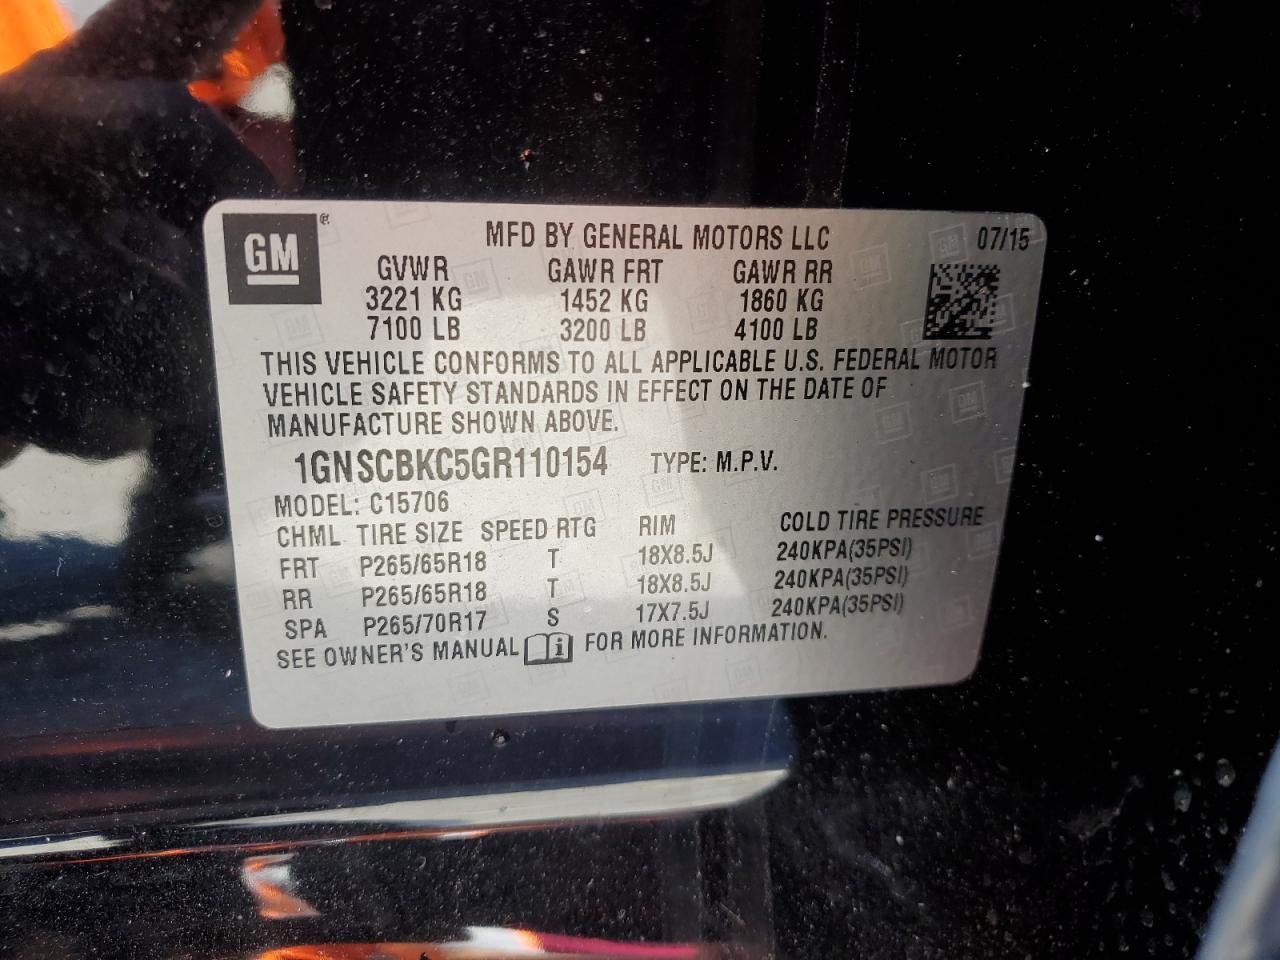 GM ® MFD BY GENERAL MOTORS LLC 07/15
GVWR GAWR FRT GAWR RR
3221 KG 1452 KG 1860 KG
7100 LB 3200 LB 4100 LB
THIS VEHICLE CONFORMS TO ALL APPLICABLE U.S. FEDERAL MOTOR
VEHICLE SAFETY STANDARDS IN EFFECT ON THE DATE OF
MANUFACTURE SHOWN ABOVE.
1GNSCBKC5GR110154 TYPE: M.P.V.
MODEL: C15706
CHML TIRE SIZE SPEED RTG RIM COLD TIRE PRESSURE
FRT P265/65R18 T 18X8.5J 240KPA(35PSI)
RR P265/65R18 T 18X8.5J 240KPA(35PSI)
SPA P265/70R17 S 17X7.5J 240KPA(35PSI)
SEE OWNER'S MANUAL i FOR MORE INFORMATION.